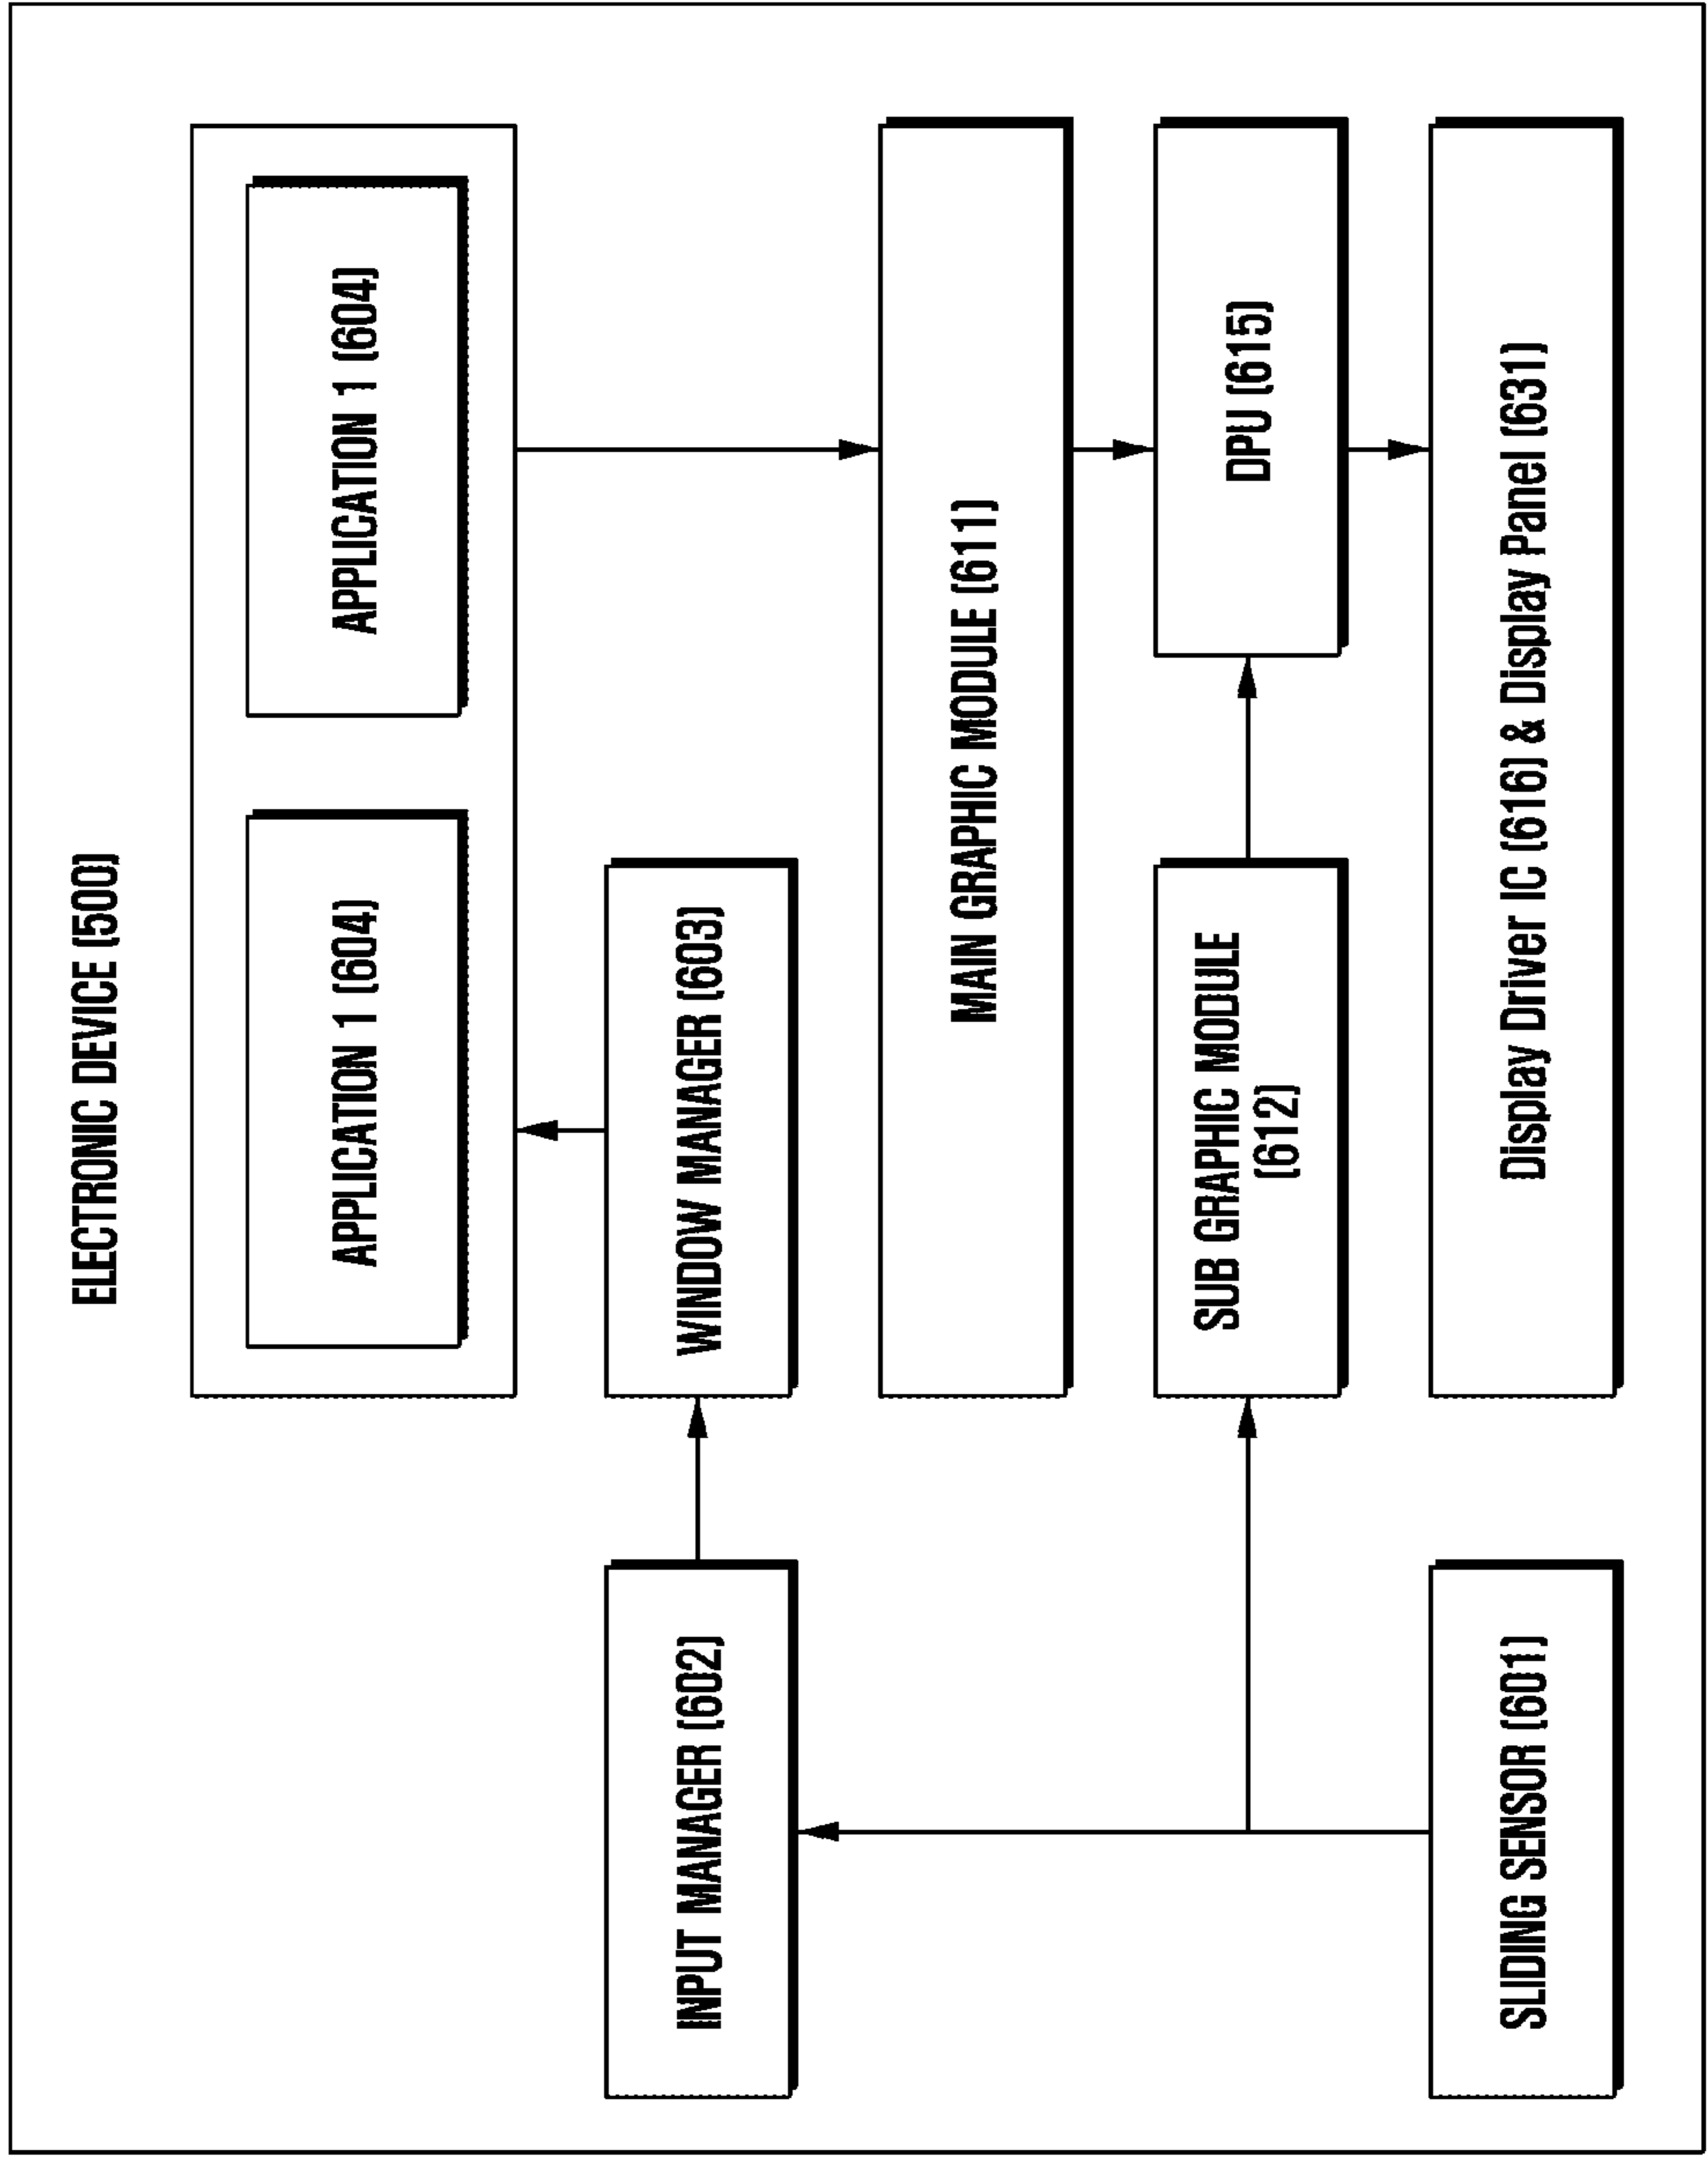 ELECTRONIC DEVICE (500)
APPLICATION 1 (604)
APPLICATION 1 (604)
INPUT MANAGER (602)
WINDOW MANAGER (603)
MAIN GRAPHIC MODULE (611)
SUB GRAPHIC MODULE
(612)
DPU (615)
SLIDING SENSOR (601)
Display Driver IC (616) & Display Panel (631)